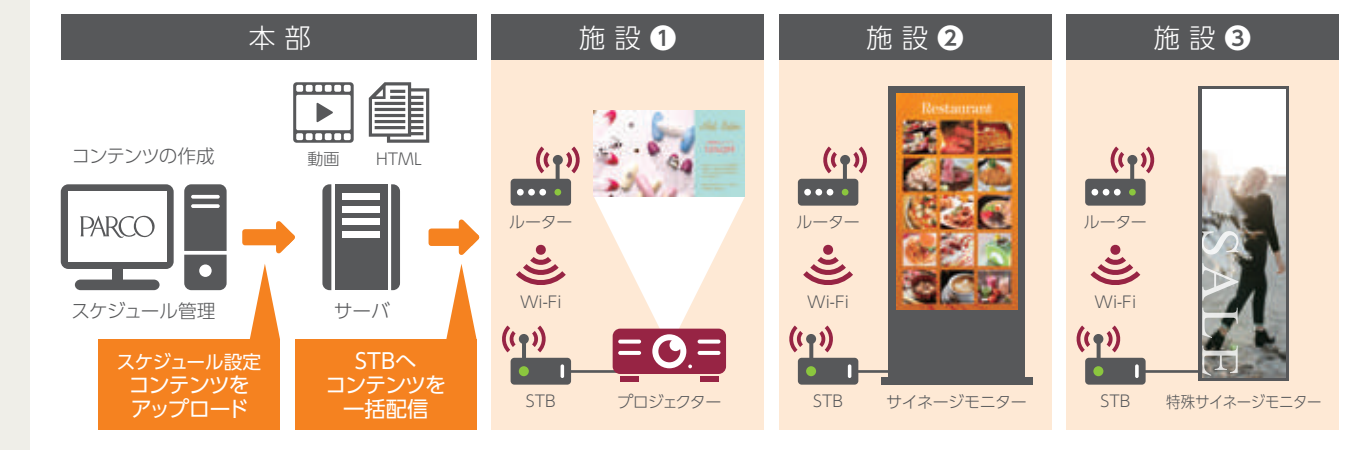 本部
動画
HTML
コンテンツの作成
PARCO
スケジュール管理
サーバ
スケジュール設定
コンテンツを
アップロード
STBへ
コンテンツを
一括配信
施設❶
ルーター
Wi-Fi
STB
プロジェクター
施設❷
Restaurant
ルーター
Wi-Fi
STB
サイネージモニター
施設❸
SALE
ルーター
Wi-Fi
STB
特殊サイネージモニター